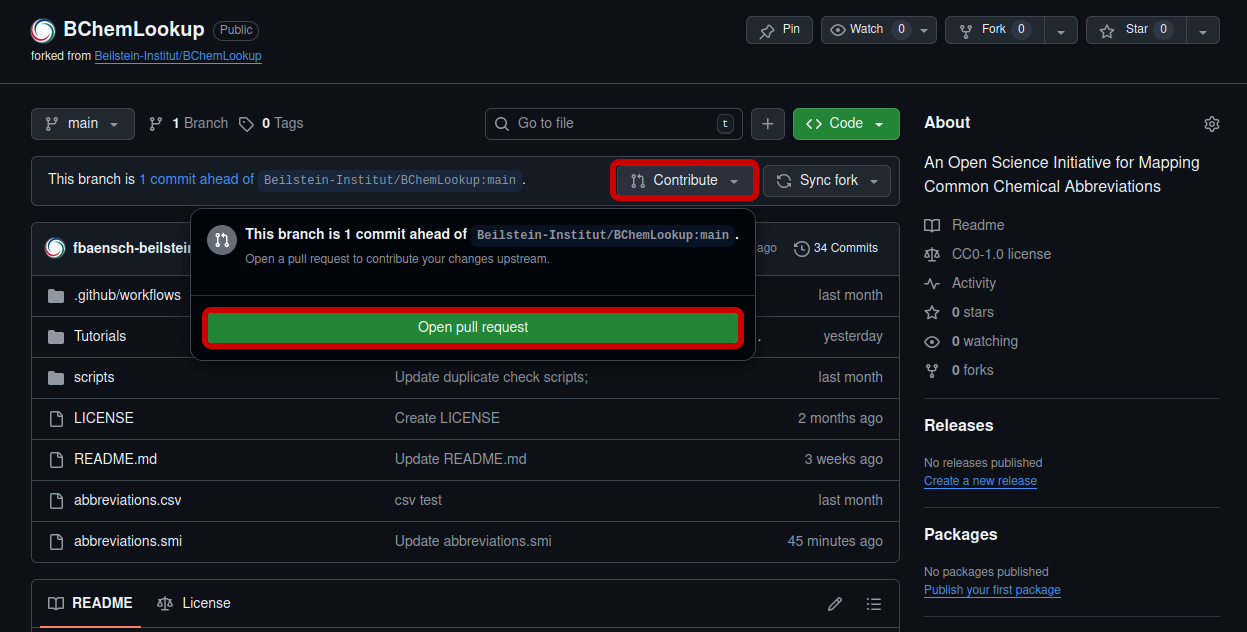 BChemLookup Public
Pin
Watch 0
Fork 0
Star 0
forked from Beilstein-Institut/BChemLookup
main
1 Branch
0 Tags
Go to file
t
Code
This branch is 1 commit ahead of Beilstein-Institut/BChemLookup:main .
Contribute
Sync fork
This branch is 1 commit ahead of Beilstein-Institut/BChemLookup:main .
Open a pull request to contribute your changes upstream.
Open pull request
fbaensch-beilstein
ago
34 Commits
.github/workflows
last month
Tutorials
.
yesterday
scripts
Update duplicate check scripts;
last month
LICENSE
Create LICENSE
2 months ago
README.md
Update README.md
3 weeks ago
abbreviations.csv
csv test
last month
abbreviations.smi
Update abbreviations.smi
45 minutes ago
README
License
About
An Open Science Initiative for Mapping
Common Chemical Abbreviations
Readme
CC0-1.0 license
Activity
0 stars
0 watching
0 forks
Releases
No releases published
Create a new release
Packages
No packages published
Publish your first package